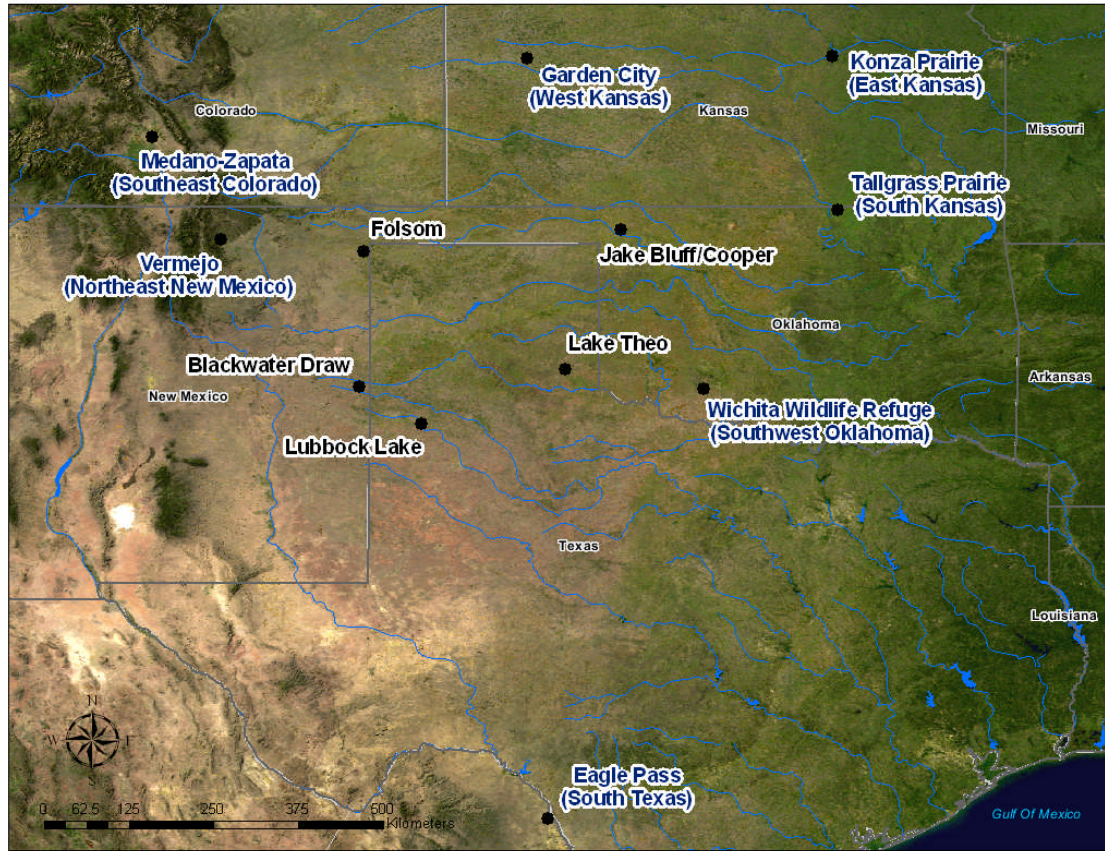 Garden City
(West Kansas)
Konza Prairie
(East Kansas)
Colorado
Kansas
Missouri
Medano-Zapata
(Southeast Colorado)
Tallgrass Prairie
(South Kansas)
Folsom
Jake Bluff/Cooper
Vermejo
(Northeast New Mexico)
Oklahoma
Lake Theo
Blackwater Draw
New Mexico
Arkansas
Wichita Wildlife Refuge
(Southwest Oklahoma)
Lubbock Lake
Texas
Louisiana
N
W E
S
Eagle Pass
(South Texas)
0 62.5 125 250 375 500
Kilometers
Gulf Of Mexico